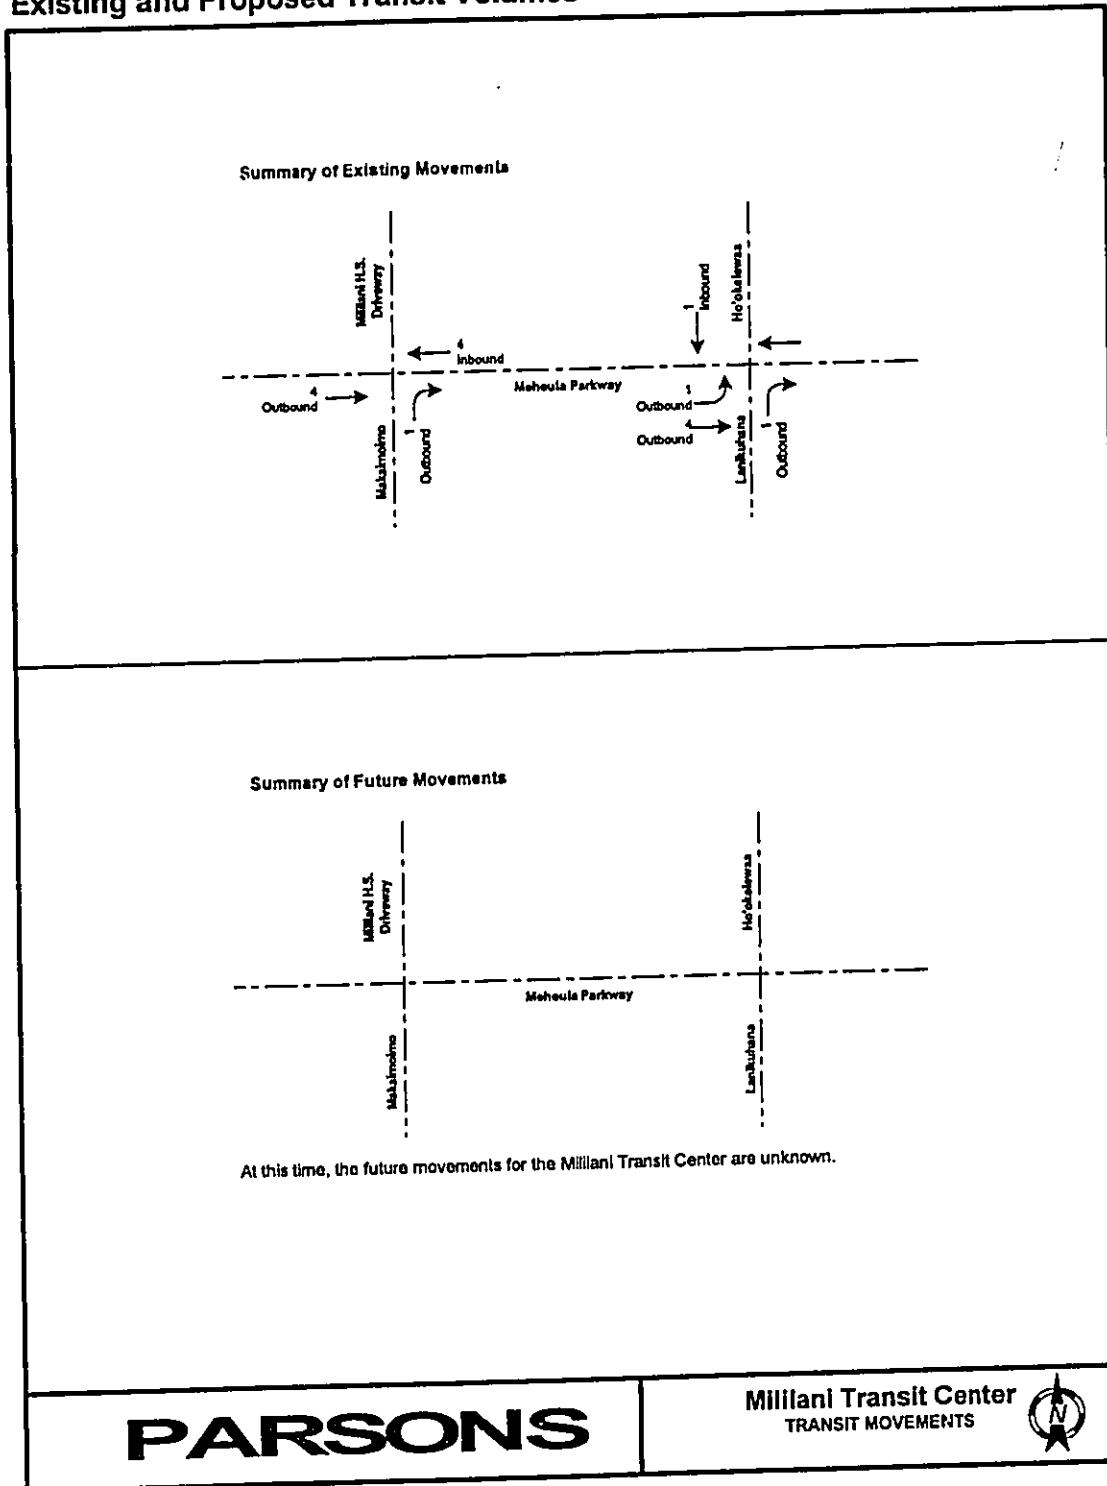 Existing and Proposed Transit Volumes
Summary of Existing Movements
Mililani H.S.
Driveway
4
Inbound
4
Outbound
Makaimoimo
1
Outbound
Meheula Parkway
1
Inbound
Ho'okelewaa
1
Outbound
4
Outbound
Lanikuhana
1
Outbound
Summary of Future Movements
Mililani H.S.
Driveway
Ho'okelewaa
Meheula Parkway
Makaimoimo
Lanikuhana
At this time, the future movements for the Mililani Transit Center are unknown.
PARSONS
Mililani Transit Center
TRANSIT MOVEMENTS
N